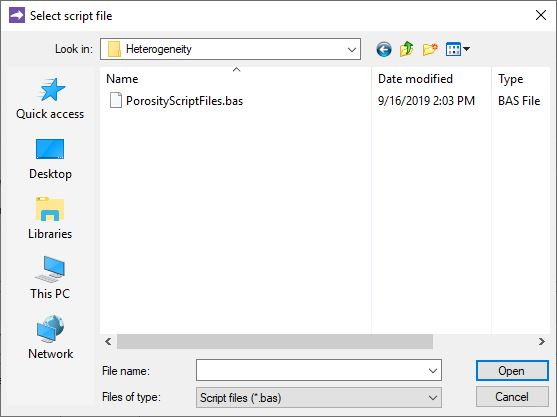 Select script file
Look in: Heterogeneity
Name Date modified Type
PorosityScriptFiles.bas 9/16/2019 2:03 PM BAS File
Quick access
Desktop
Libraries
This PC
Network
File name: Open
Files of type: Script files (*.bas) Cancel